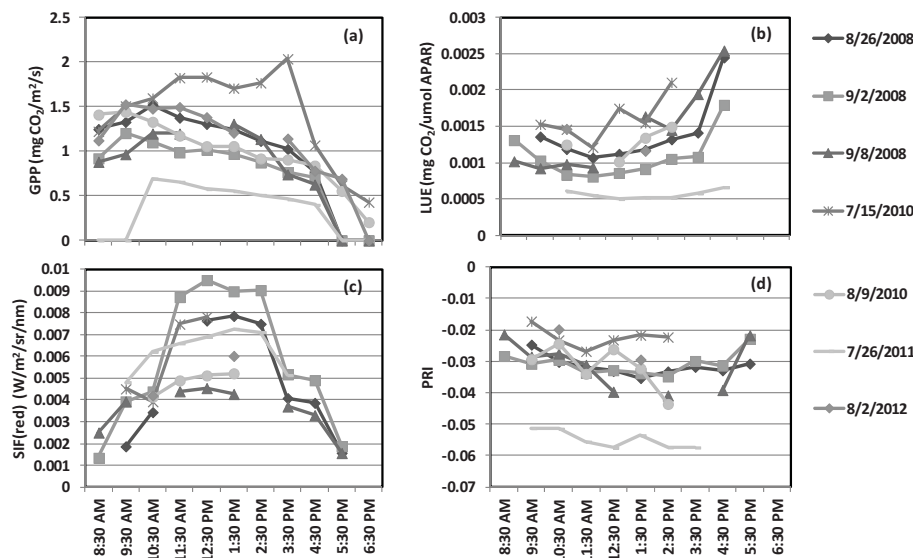 (a)
GPP (mg CO₂/m²/s)
2.5
2
1.5
1
0.5
0
(b)
LUE (mg CO₂/umol APAR)
0.003
0.0025
0.002
0.0015
0.001
0.0005
0
(c)
SIF(red) (W/m²/sr/nm)
0.01
0.009
0.008
0.007
0.006
0.005
0.004
0.003
0.002
0.001
0
8:30 AM
9:30 AM
10:30 AM
11:30 AM
12:30 PM
1:30 PM
2:30 PM
3:30 PM
4:30 PM
5:30 PM
6:30 PM
(d)
PRI
0
-0.01
-0.02
-0.03
-0.04
-0.05
-0.06
-0.07
8:30 AM
9:30 AM
10:30 AM
11:30 AM
12:30 PM
1:30 PM
2:30 PM
3:30 PM
4:30 PM
5:30 PM
6:30 PM
8/26/2008
9/2/2008
9/8/2008
7/15/2010
8/9/2010
7/26/2011
8/2/2012